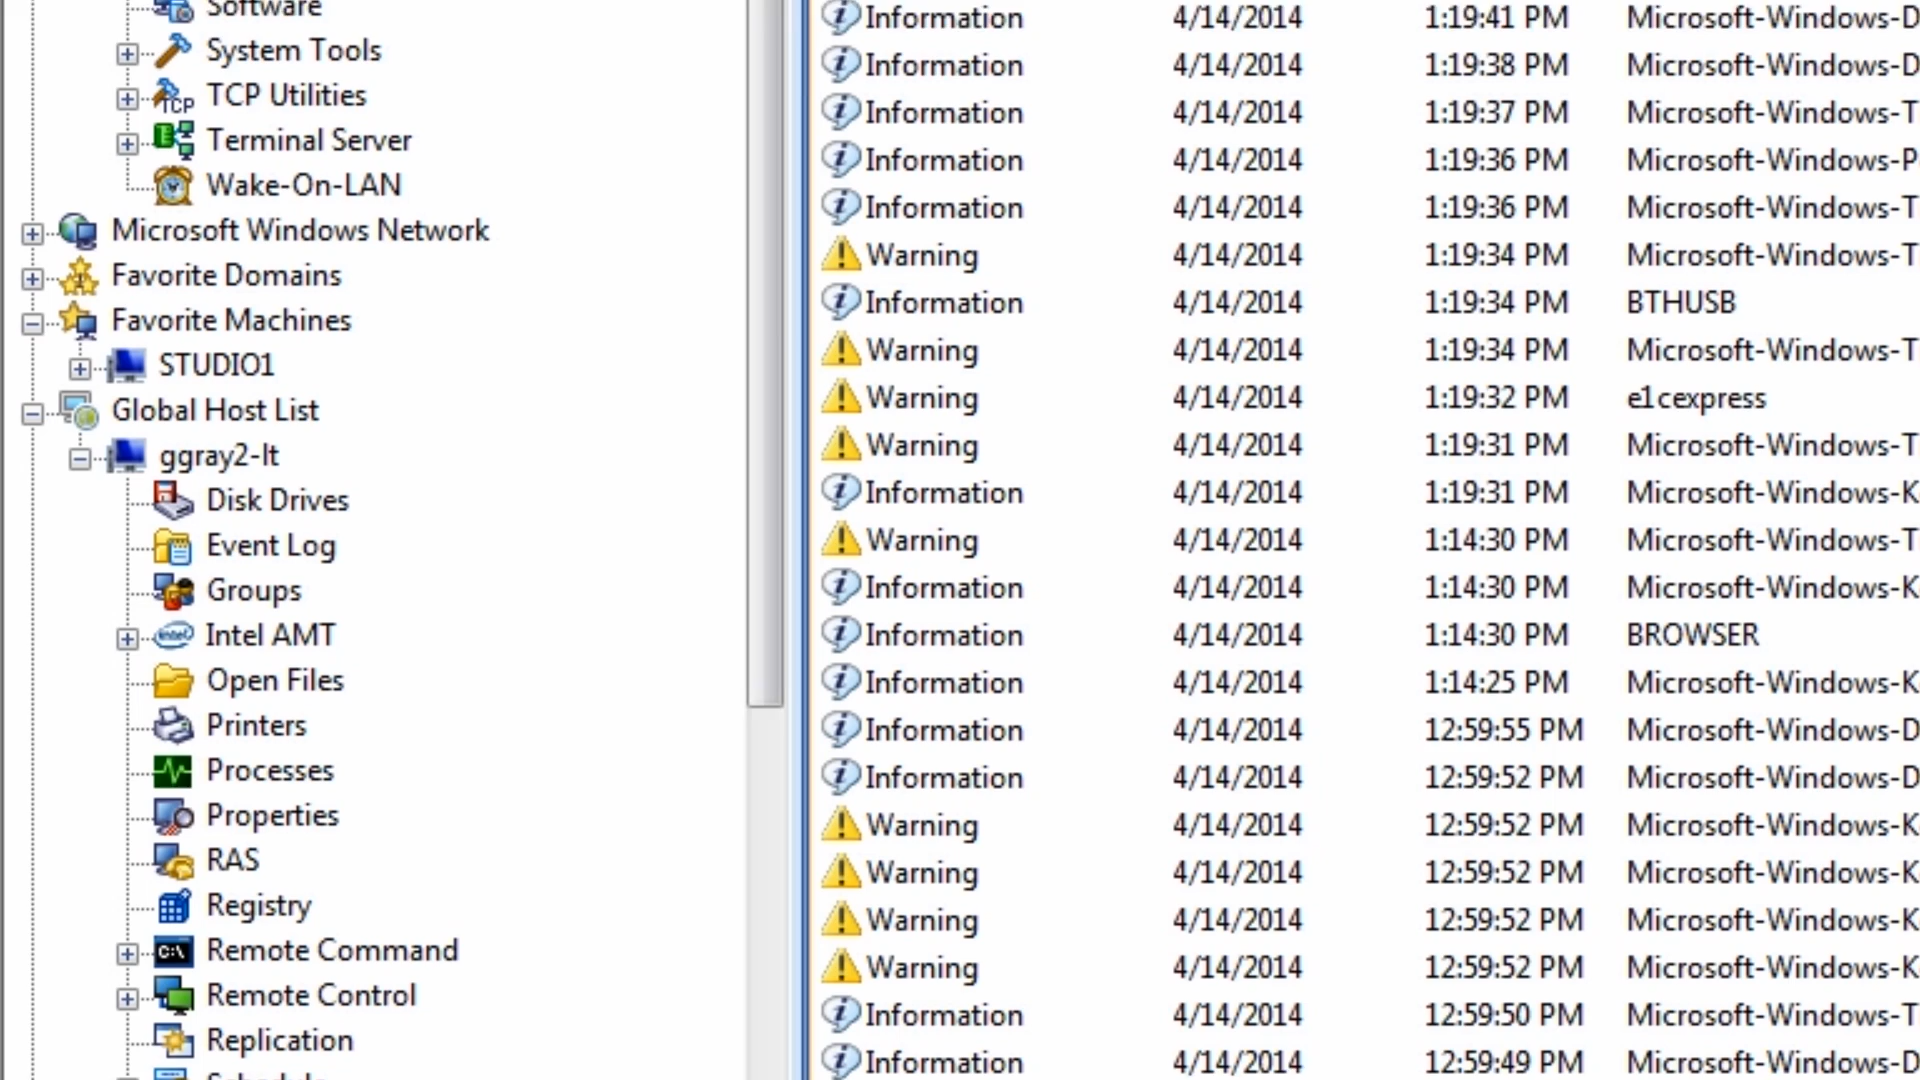 Software
System Tools
TCP Utilities
Terminal Server
Wake-On-LAN
Microsoft Windows Network
Favorite Domains
Favorite Machines
STUDIO1
Global Host List
ggray2-lt
Disk Drives
Event Log
Groups
Intel AMT
Open Files
Printers
Processes
Properties
RAS
Registry
Remote Command
Remote Control
Replication
Information 4/14/2014 1:19:41 PM Microsoft-Windows-D
Information 4/14/2014 1:19:38 PM Microsoft-Windows-D
Information 4/14/2014 1:19:37 PM Microsoft-Windows-T
Information 4/14/2014 1:19:36 PM Microsoft-Windows-P
Information 4/14/2014 1:19:36 PM Microsoft-Windows-T
Warning 4/14/2014 1:19:34 PM Microsoft-Windows-T
Information 4/14/2014 1:19:34 PM BTHUSB
Warning 4/14/2014 1:19:34 PM Microsoft-Windows-T
Warning 4/14/2014 1:19:32 PM e1cexpress
Warning 4/14/2014 1:19:31 PM Microsoft-Windows-T
Information 4/14/2014 1:19:31 PM Microsoft-Windows-K
Warning 4/14/2014 1:14:30 PM Microsoft-Windows-T
Information 4/14/2014 1:14:30 PM Microsoft-Windows-K
Information 4/14/2014 1:14:30 PM BROWSER
Information 4/14/2014 1:14:25 PM Microsoft-Windows-K
Information 4/14/2014 12:59:55 PM Microsoft-Windows-D
Information 4/14/2014 12:59:52 PM Microsoft-Windows-D
Warning 4/14/2014 12:59:52 PM Microsoft-Windows-K
Warning 4/14/2014 12:59:52 PM Microsoft-Windows-K
Warning 4/14/2014 12:59:52 PM Microsoft-Windows-K
Warning 4/14/2014 12:59:52 PM Microsoft-Windows-K
Information 4/14/2014 12:59:50 PM Microsoft-Windows-T
Information 4/14/2014 12:59:49 PM Microsoft-Windows-D